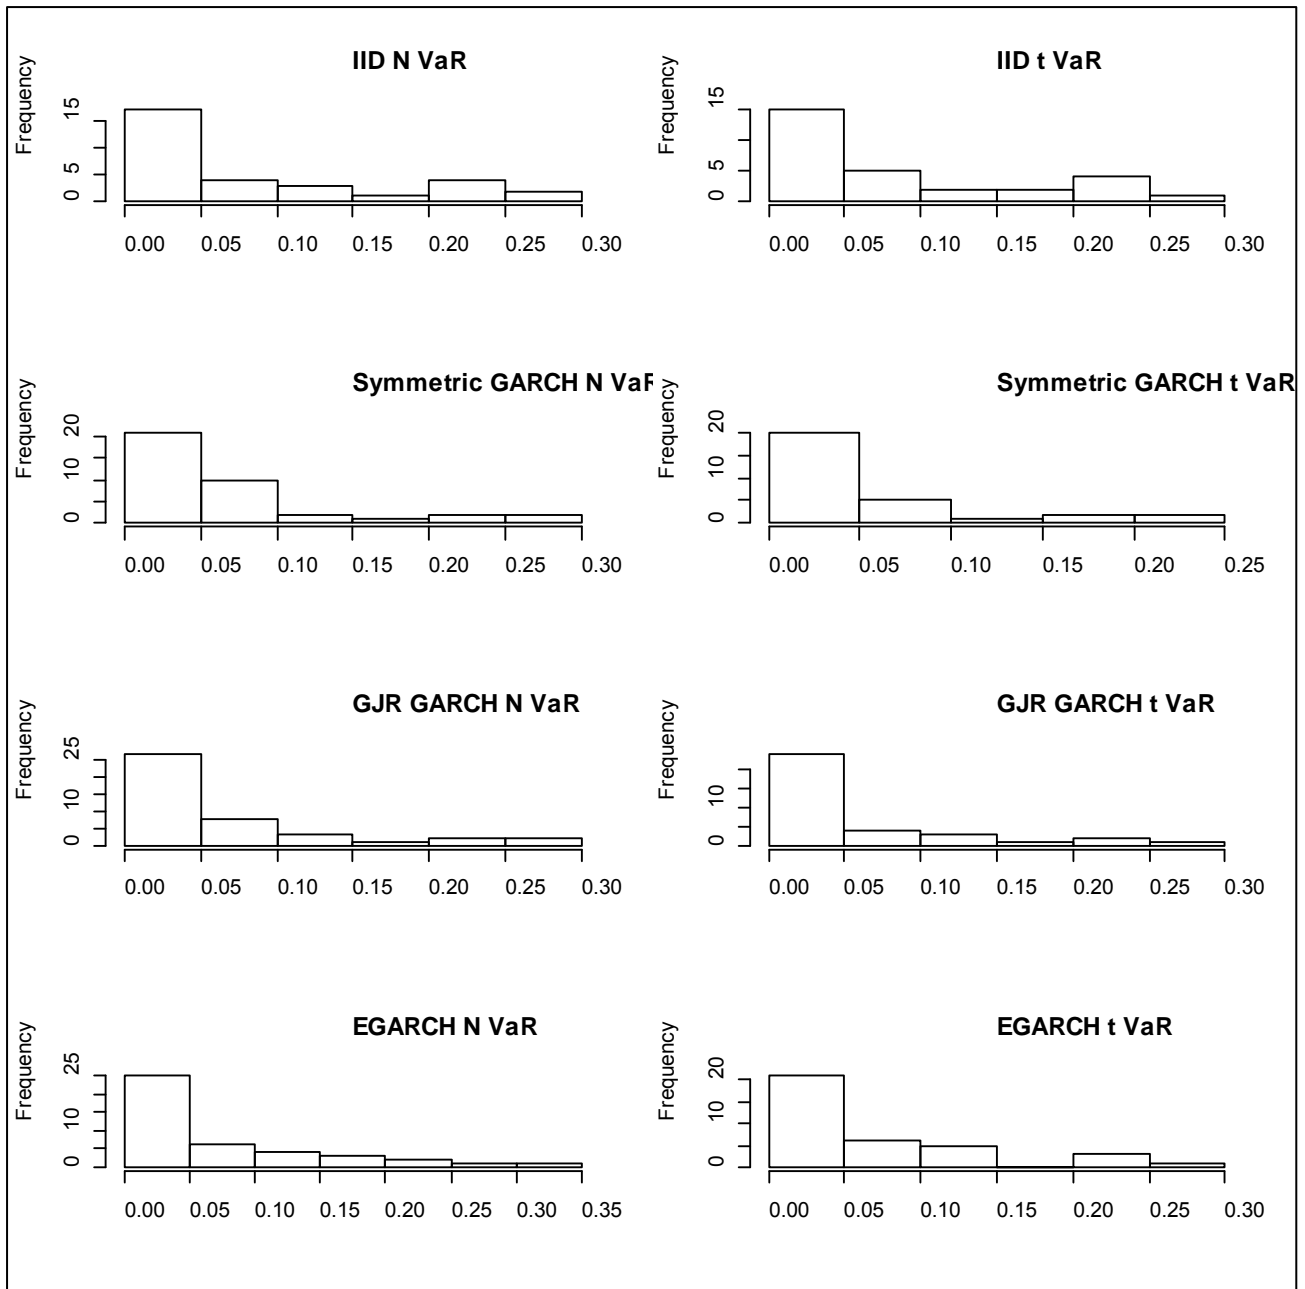 IID N VaR
Frequency
0 5 15
0.00 0.05 0.10 0.15 0.20 0.25 0.30
IID t VaR
Frequency
0 5 15
0.00 0.05 0.10 0.15 0.20 0.25 0.30
Symmetric GARCH N VaR
Frequency
0 10 20
0.00 0.05 0.10 0.15 0.20 0.25 0.30
Symmetric GARCH t VaR
Frequency
0 10 20
0.00 0.05 0.10 0.15 0.20 0.25
GJR GARCH N VaR
Frequency
0 10 25
0.00 0.05 0.10 0.15 0.20 0.25 0.30
GJR GARCH t VaR
Frequency
0 10
0.00 0.05 0.10 0.15 0.20 0.25 0.30
EGARCH N VaR
Frequency
0 10 25
0.00 0.05 0.10 0.15 0.20 0.25 0.30 0.35
EGARCH t VaR
Frequency
0 10 20
0.00 0.05 0.10 0.15 0.20 0.25 0.30